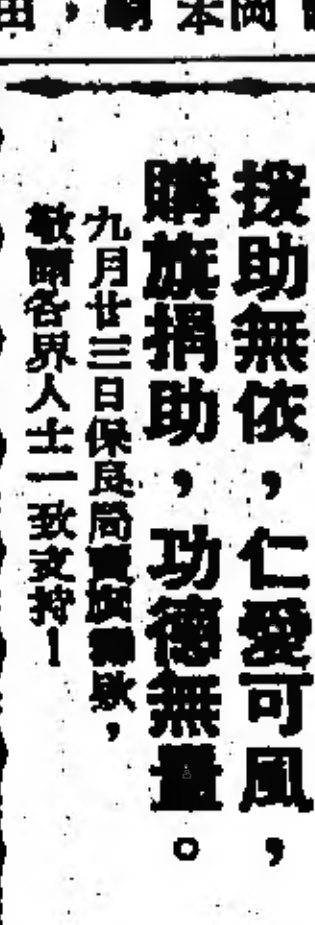 援助無依，仁愛可風，
購旗捐助，功德無量。
九月廿三日保良局賣旗籌款，
敬請各界人士一致支持！